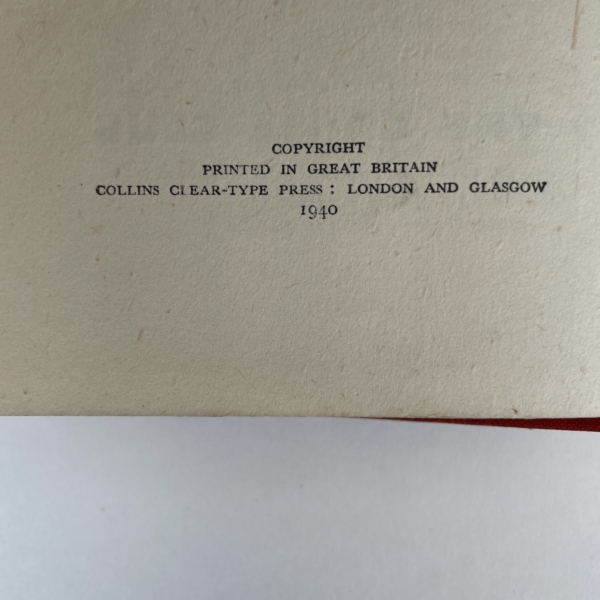 COPYRIGHT
PRINTED IN GREAT BRITAIN
COLLINS CLEAR-TYPE PRESS : LONDON AND GLASGOW
1940